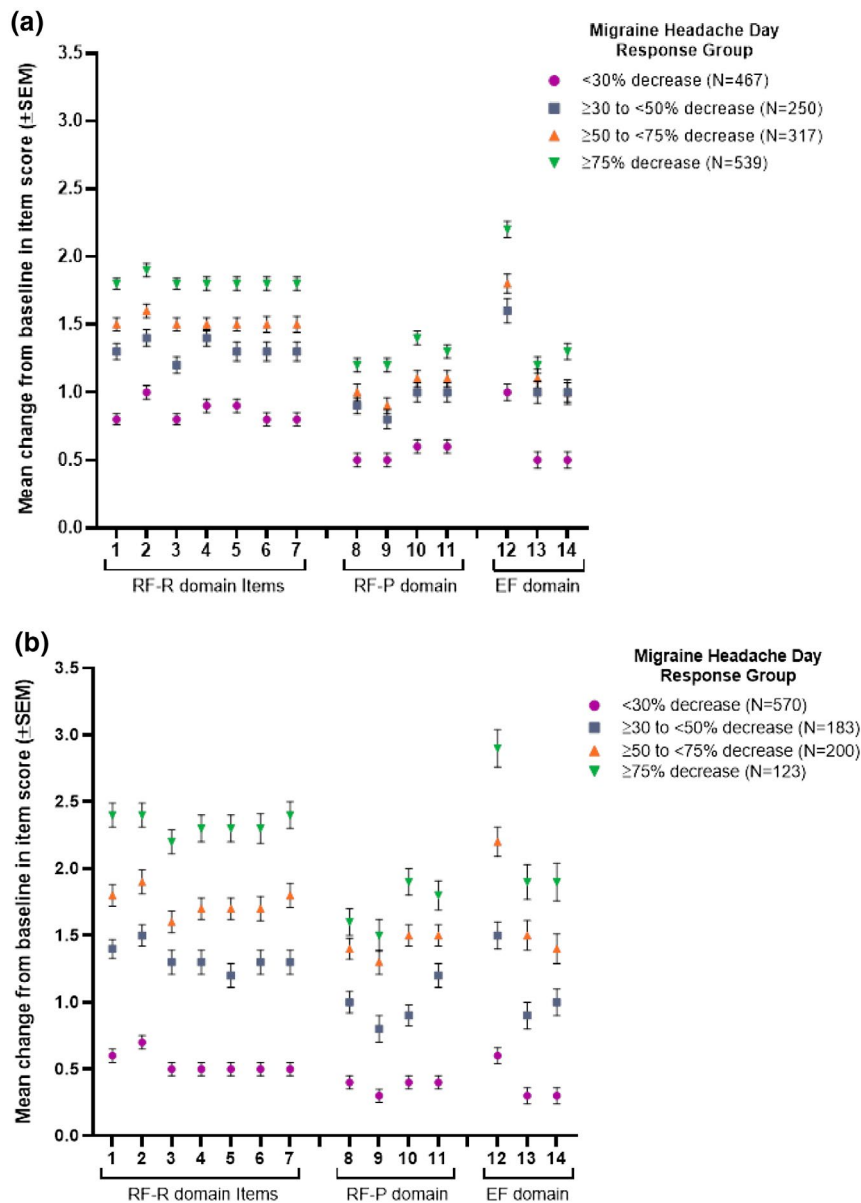 (a)
Mean change from baseline in item score (±SEM)
3.5
3.0
2.5
2.0
1.5
1.0
0.5
0.0
Migraine Headache Day
Response Group
<30% decrease (N=467)
≥30 to <50% decrease (N=250)
≥50 to <75% decrease (N=317)
≥75% decrease (N=539)
1 2 3 4 5 6 7 8 9 10 11 12 13 14
RF-R domain Items RF-P domain EF domain
(b)
Mean change from baseline in item score (±SEM)
3.5
3.0
2.5
2.0
1.5
1.0
0.5
0.0
Migraine Headache Day
Response Group
<30% decrease (N=570)
≥30 to <50% decrease (N=183)
≥50 to <75% decrease (N=200)
≥75% decrease (N=123)
1 2 3 4 5 6 7 8 9 10 11 12 13 14
RF-R domain Items RF-P domain EF domain